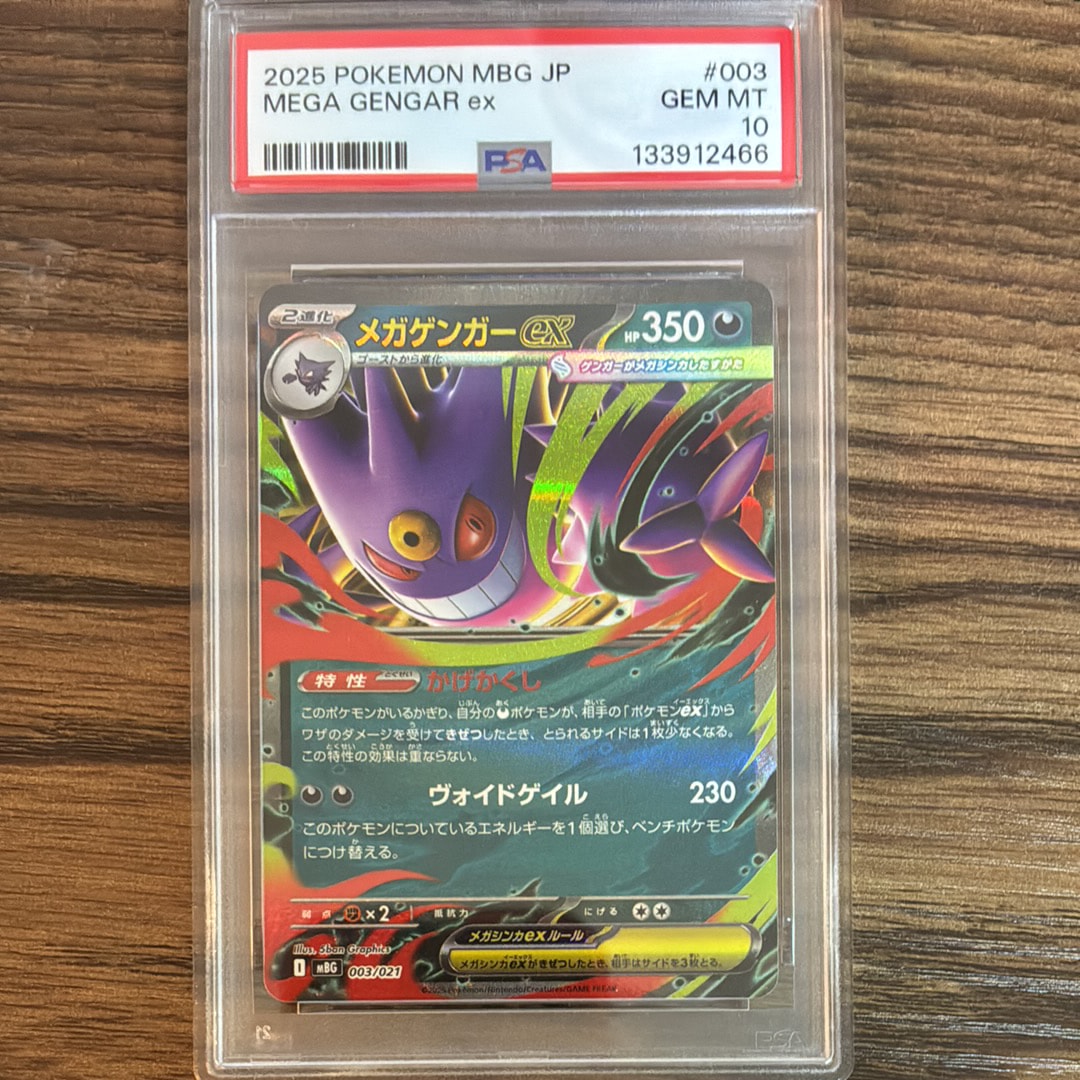 2025 POKEMON MBG JP #003
MEGA GENGAR ex GEM MT
10
PSA 133912466
2進化 メガゲンガーex HP350
ゴーストから進化 ゲンガーがメガシンカしたすがた
特性 とくせい かげかくし
このポケモンがいるかぎり、自分のポケモンが、相手の「ポケモンex」から
ワザのダメージを受けてきぜつしたとき、とられるサイドは1枚少なくなる。
この特性の効果は重ならない。
ヴォイドゲイル 230
このポケモンについているエネルギーを1個選び、ベンチポケモン
につけ替える。
弱点 ×2 抵抗力 にげる
メガシンカexルール
メガシンカexがきぜつしたとき、相手はサイドを3枚とる。
Illus. 5ban Graphics
MBG 003/021
Pokémon/Nintendo/Creatures/GAME FREAK
PSA